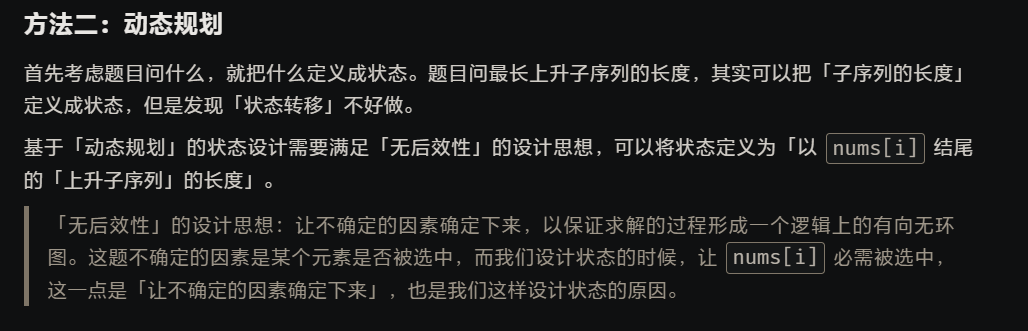 方法二：动态规划
首先考虑题目问什么，就把什么定义成状态。题目问最长上升子序列的长度，其实可以把「子序列的长度」
定义成状态，但是发现「状态转移」不好做。
基于「动态规划」的状态设计需要满足「无后效性」的设计思想，可以将状态定义为「以 nums[i] 结尾
的「上升子序列」的长度」。
「无后效性」的设计思想：让不确定的因素确定下来，以保证求解的过程形成一个逻辑上的有向无环
图。这题不确定的因素是某个元素是否被选中，而我们设计状态的时候，让 nums[i] 必需被选中，
这一点是「让不确定的因素确定下来」，也是我们这样设计状态的原因。